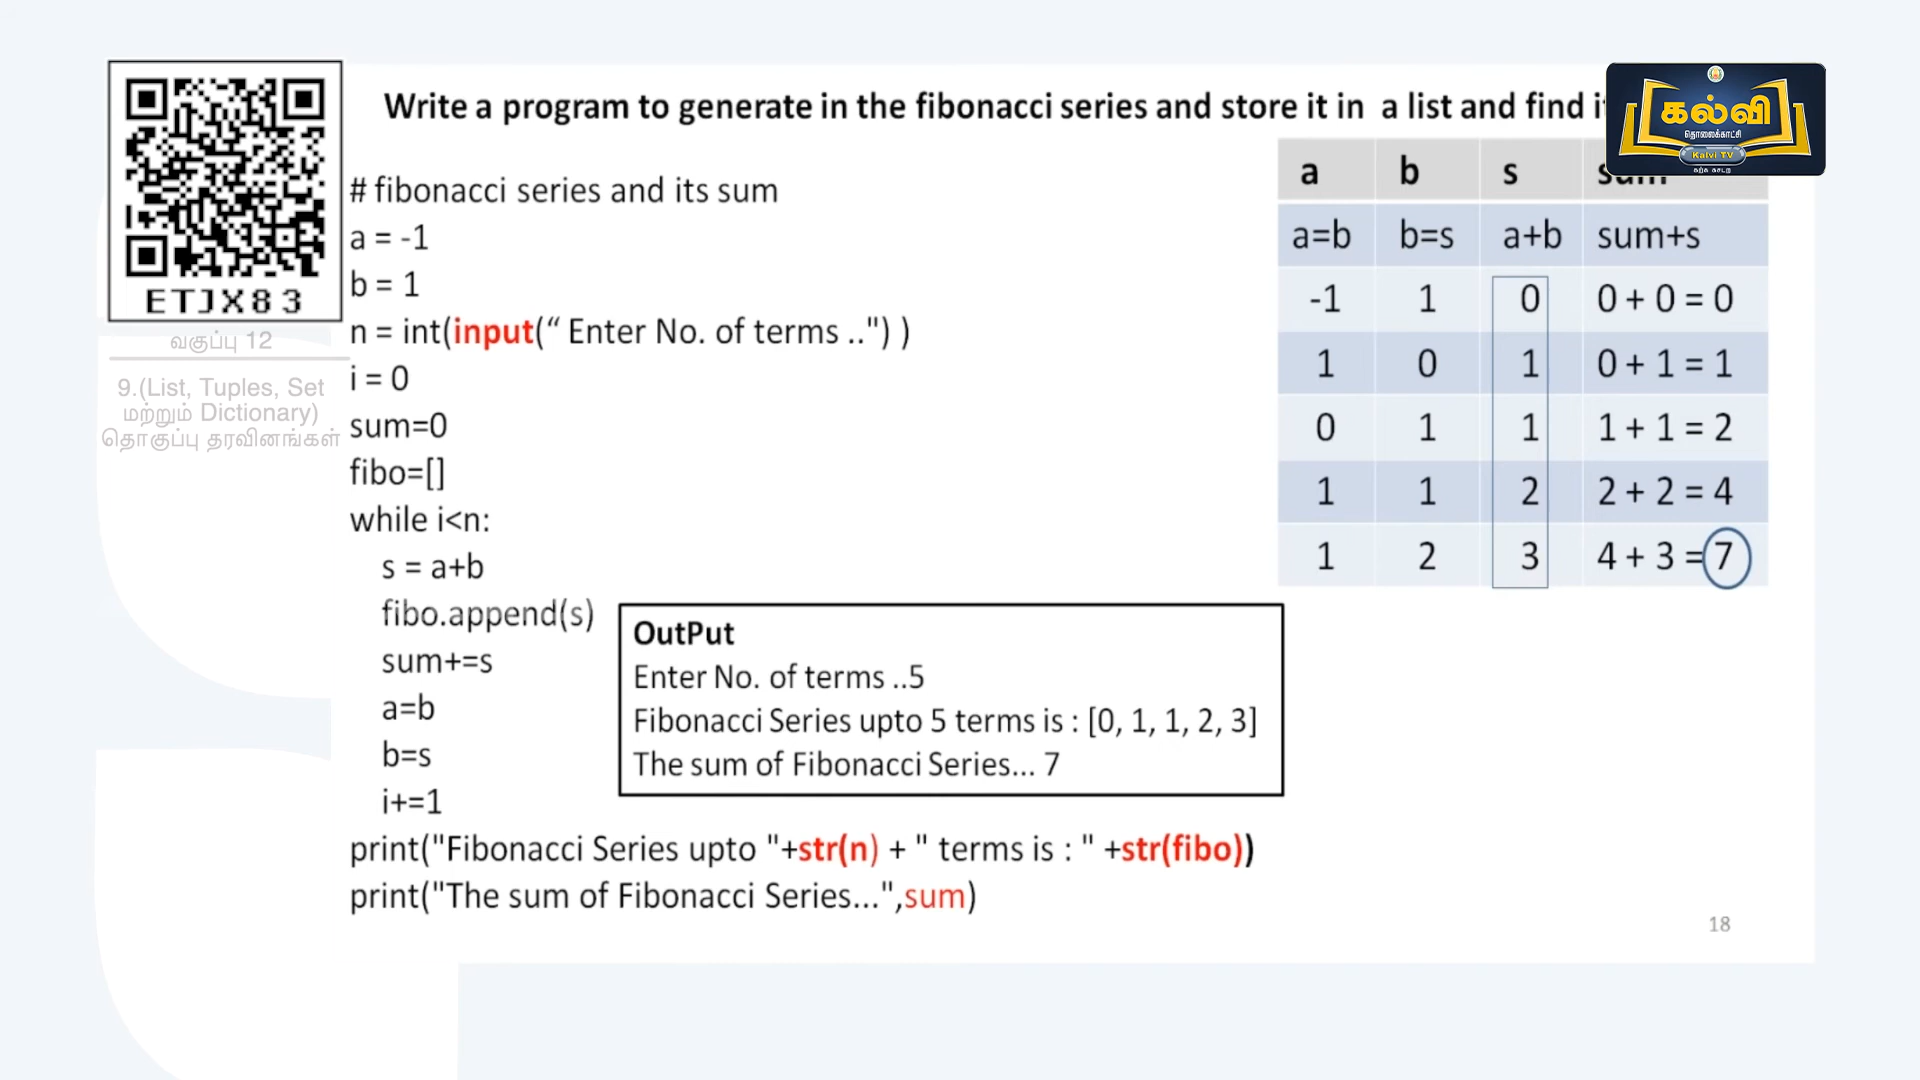 Write a program to generate in the fibonacci series and store it in a list and find
கல்வி
தொலைக்காட்சி
Kalvi TV
கற்க கசடற
ETJX83
வகுப்பு 12
9.(List, Tuples, Set
மற்றும் Dictionary)
தொகுப்பு தரவினங்கள்
# fibonacci series and its sum
a = -1
b = 1
n = int(input(“ Enter No. of terms ..") )
i = 0
sum=0
fibo=[]
while i<n:
s = a+b
fibo.append(s)
sum+=s
a=b
b=s
i+=1
print("Fibonacci Series upto "+str(n) + " terms is : " +str(fibo))
print("The sum of Fibonacci Series...",sum)
a b s sum
a=b b=s a+b sum+s
-1 1 0 0 + 0 = 0
1 0 1 0 + 1 = 1
0 1 1 1 + 1 = 2
1 1 2 2 + 2 = 4
1 2 3 4 + 3 = 7
OutPut
Enter No. of terms ..5
Fibonacci Series upto 5 terms is : [0, 1, 1, 2, 3]
The sum of Fibonacci Series... 7
18